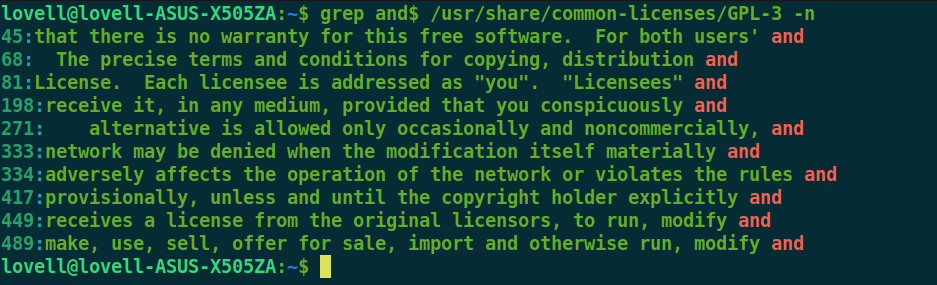 lovell@lovell-ASUS-X505ZA:~$ grep and$ /usr/share/common-licenses/GPL-3 -n
45:that there is no warranty for this free software.  For both users' and
68:  The precise terms and conditions for copying, distribution and
81:License.  Each licensee is addressed as "you".  "Licensees" and
198:receive it, in any medium, provided that you conspicuously and
271:    alternative is allowed only occasionally and noncommercially, and
333:network may be denied when the modification itself materially and
334:adversely affects the operation of the network or violates the rules and
417:provisionally, unless and until the copyright holder explicitly and
449:receives a license from the original licensors, to run, modify and
489:make, use, sell, offer for sale, import and otherwise run, modify and
lovell@lovell-ASUS-X505ZA:~$